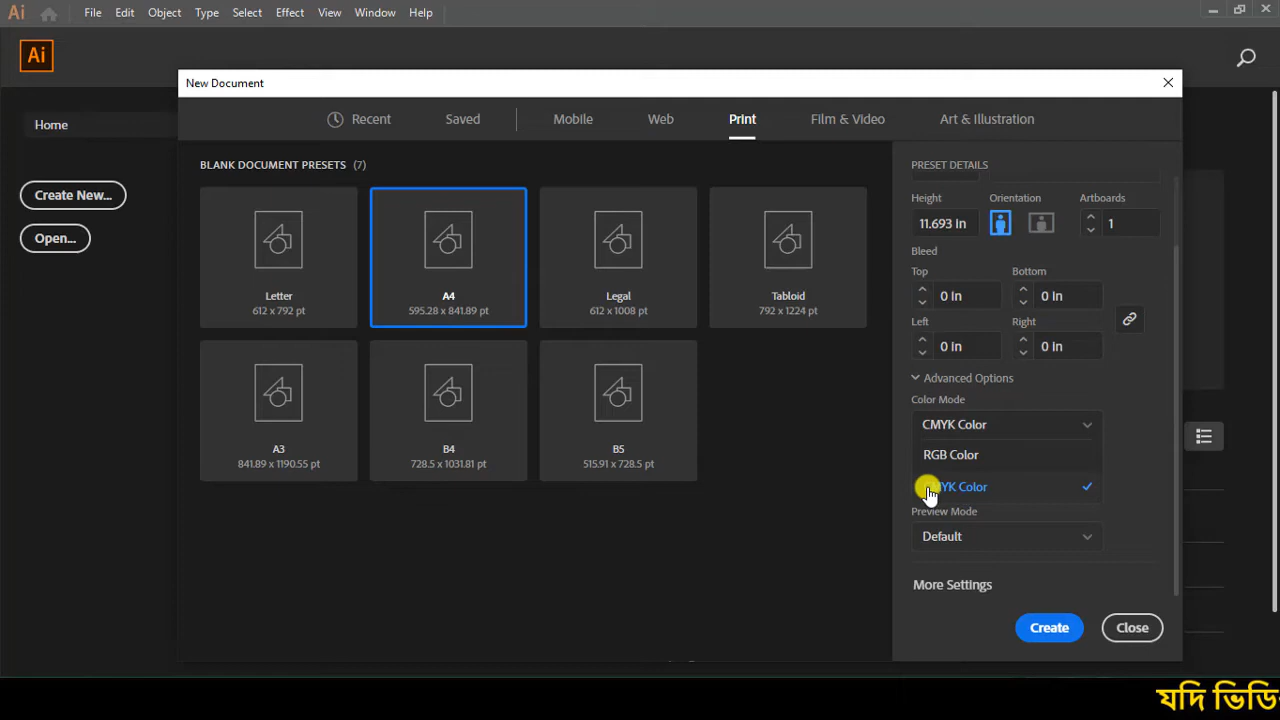 Ai File Edit Object Type Select Effect View Window Help
Ai
New Document
Home
Recent Saved Mobile Web Print Film & Video Art & Illustration
BLANK DOCUMENT PRESETS (7)
PRESET DETAILS
Create New...
Open...
Letter
612 x 792 pt
A4
595.28 x 841.89 pt
Legal
612 x 1008 pt
Tabloid
792 x 1224 pt
A3
841.89 x 1190.55 pt
B4
728.5 x 1031.81 pt
B5
515.91 x 728.5 pt
Height Orientation Artboards
11.693 in 1
Bleed
Top Bottom
0 in 0 in
Left Right
0 in 0 in
Advanced Options
Color Mode
CMYK Color
RGB Color
Color
Preview Mode
Default
More Settings
Create Close
যদি